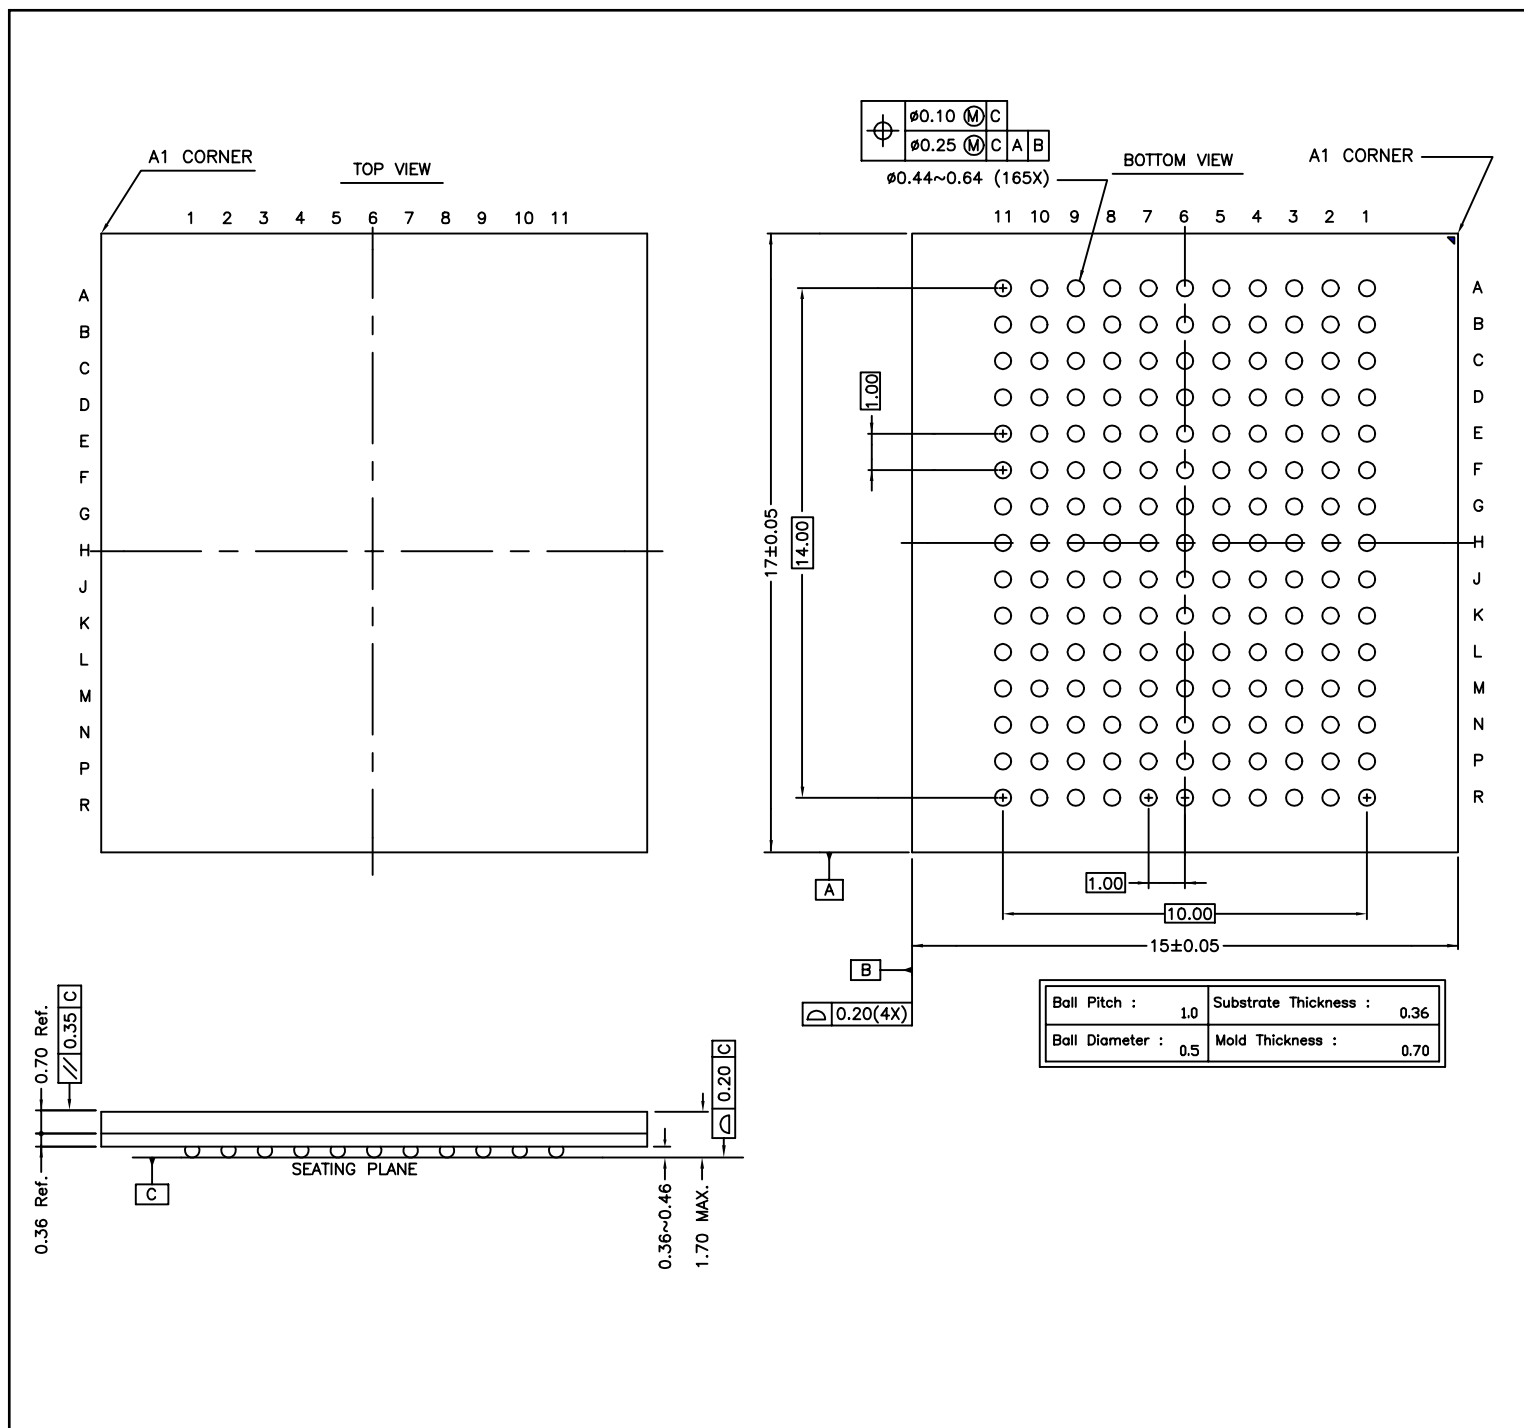 A1 CORNER
TOP VIEW
1 2 3 4 5 6 7 8 9 10 11
A
B
C
D
E
F
G
H
J
K
L
M
N
P
R
ø0.10 Ⓜ C
ø0.25 Ⓜ C A B
ø0.44~0.64 (165X)
BOTTOM VIEW
A1 CORNER
11 10 9 8 7 6 5 4 3 2 1
A
B
C
D
E
F
G
H
J
K
L
M
N
P
R
1.00
17±0.05
14.00
A
1.00
10.00
15±0.05
B
0.20(4X)
Ball Pitch : 1.0 Substrate Thickness : 0.36
Ball Diameter : 0.5 Mold Thickness : 0.70
0.70 Ref.
0.35 C
0.36 Ref.
SEATING PLANE
C
0.20 C
0.36~0.46
1.70 MAX.